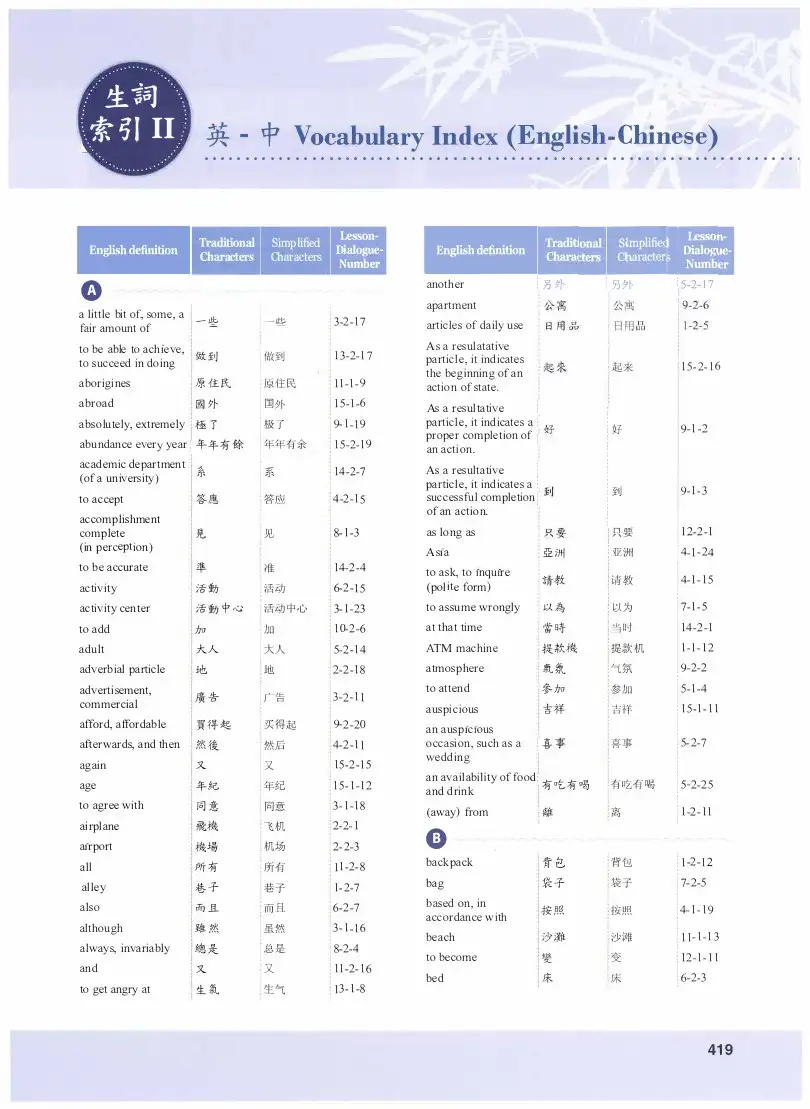 生詞
索引 II
英 - 中 Vocabulary Index (English-Chinese)
English definition Traditional Characters Simplified Characters Lesson-Dialogue-Number
A
a little bit of, some, a
fair amount of 一些 一些 3-2-17
to be able to achieve,
to succeed in doing 做到 做到 13-2-17
aborigines 原住民 原住民 11-1-9
abroad 國外 国外 15-1-6
absolutely, extremely 極了 极了 9-1-19
abundance every year 年年有餘 年年有余 15-2-19
academic department
(of a university) 系 系 14-2-7
to accept 答應 答应 4-2-15
accomplishment
complete
(in perception) 見 见 8-1-3
to be accurate 準 准 14-2-4
activity 活動 活动 6-2-15
activity center 活動中心 活动中心 3-1-23
to add 加 加 10-2-6
adult 大人 大人 5-2-14
adverbial particle 地 地 2-2-18
advertisement,
commercial 廣告 广告 3-2-11
afford, affordable 買得起 买得起 9-2-20
afterwards, and then 然後 然后 4-2-11
again 又 又 15-2-15
age 年紀 年纪 15-1-12
to agree with 同意 同意 3-1-18
airplane 飛機 飞机 2-2-1
airport 機場 机场 2-2-3
all 所有 所有 11-2-8
alley 巷子 巷子 1-2-7
also 而且 而且 6-2-7
although 雖然 虽然 3-1-16
always, invariably 總是 总是 8-2-4
and 又 又 11-2-16
to get angry at 生氣 生气 13-1-8
English definition Traditional Characters Simplified Characters Lesson-Dialogue-Number
another 另外 另外 5-2-17
apartment 公寓 公寓 9-2-6
articles of daily use 日用品 日用品 1-2-5
As a resulatative
particle, it indicates
the beginning of an
action of state. 起來 起来 15-2-16
As a resultative
particle, it indicates a
proper completion of
an action. 好 好 9-1-2
As a resultative
particle, it indicates a
successful completion
of an action. 到 到 9-1-3
as long as 只要 只要 12-2-1
Asia 亞洲 亚洲 4-1-24
to ask, to inquire
(polite form) 請教 请教 4-1-15
to assume wrongly 以為 以为 7-1-5
at that time 當時 当时 14-2-1
ATM machine 提款機 提款机 1-1-12
atmosphere 氣氛 气氛 9-2-2
to attend 參加 参加 5-1-4
auspicious 吉祥 吉祥 15-1-11
an auspicious
occasion, such as a
wedding 喜事 喜事 5-2-7
an availability of food
and drink 有吃有喝 有吃有喝 5-2-25
(away) from 離 离 1-2-11
B
backpack 背包 背包 1-2-12
bag 袋子 袋子 7-2-5
based on, in
accordance with 按照 按照 4-1-19
beach 沙灘 沙滩 11-1-13
to become 變 变 12-1-11
bed 床 床 6-2-3
419